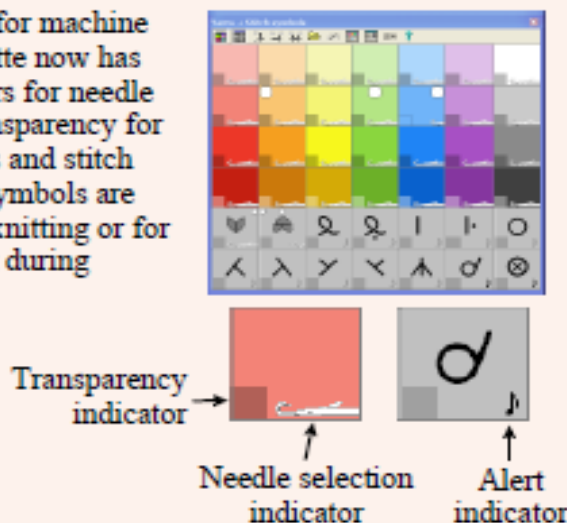 for machine
tte now has
rs for needle
nsparency for
s and stitch
ymbols are
knitting or for
during
Transparency
indicator
Needle selection
indicator
Alert
indicator